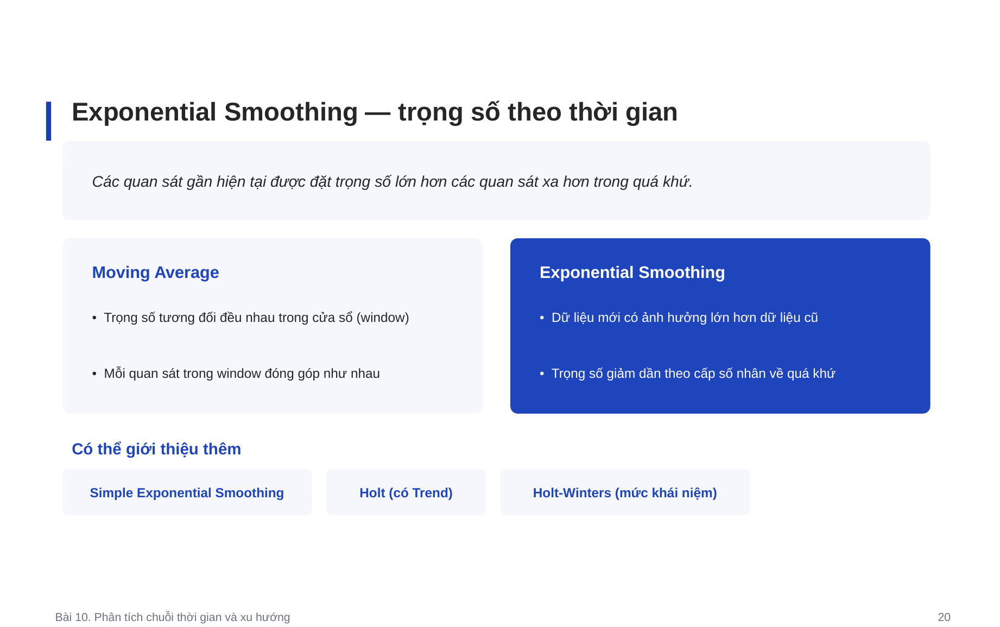 Exponential Smoothing — trọng số theo thời gian
Các quan sát gần hiện tại được đặt trọng số lớn hơn các quan sát xa hơn trong quá khứ.
Moving Average
• Trọng số tương đối đều nhau trong cửa sổ (window)
• Mỗi quan sát trong window đóng góp như nhau
Exponential Smoothing
• Dữ liệu mới có ảnh hưởng lớn hơn dữ liệu cũ
• Trọng số giảm dần theo cấp số nhân về quá khứ
Có thể giới thiệu thêm
Simple Exponential Smoothing
Holt (có Trend)
Holt-Winters (mức khái niệm)
Bài 10. Phân tích chuỗi thời gian và xu hướng
20